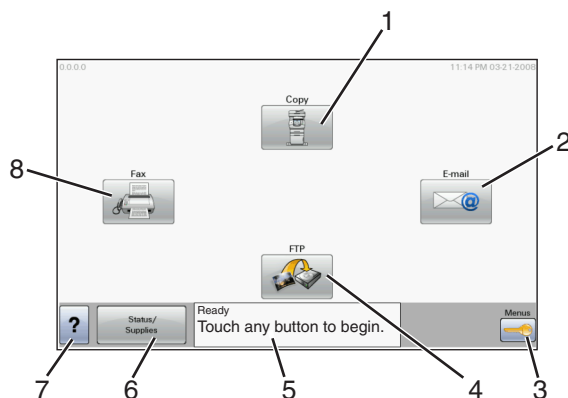 1
0.0.0.0
11:14 PM 03-21-2008
Copy
2
8
Fax
E-mail
@
FTP
Ready
Touch any button to begin.
?
Status/
Supplies
Menus
7
6
5
4
3